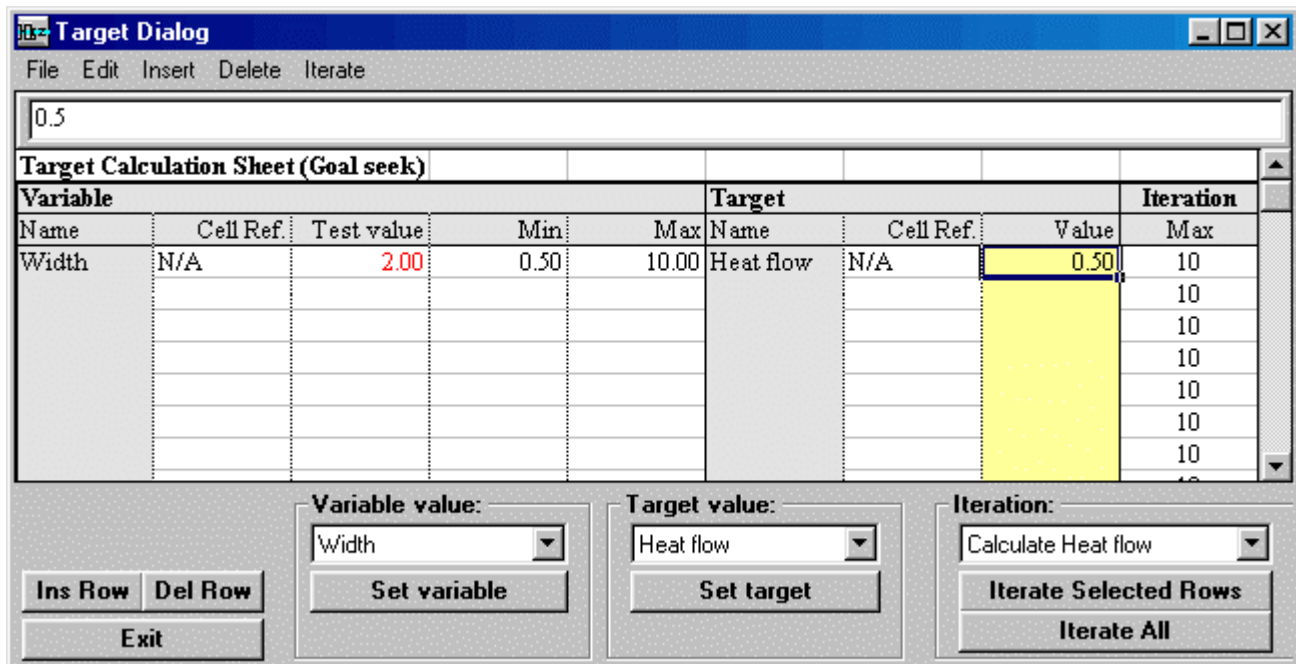 Target Dialog
File Edit Insert Delete Iterate
0.5
Target Calculation Sheet (Goal seek)
Variable Target Iteration
Name Cell Ref. Test value Min Max Name Cell Ref. Value Max
Width N/A 2.00 0.50 10.00 Heat flow N/A 0.50 10
10
10
10
10
10
10
Variable value: Target value: Iteration:
Width Heat flow Calculate Heat flow
Ins Row Del Row Set variable Set target Iterate Selected Rows
Exit Iterate All